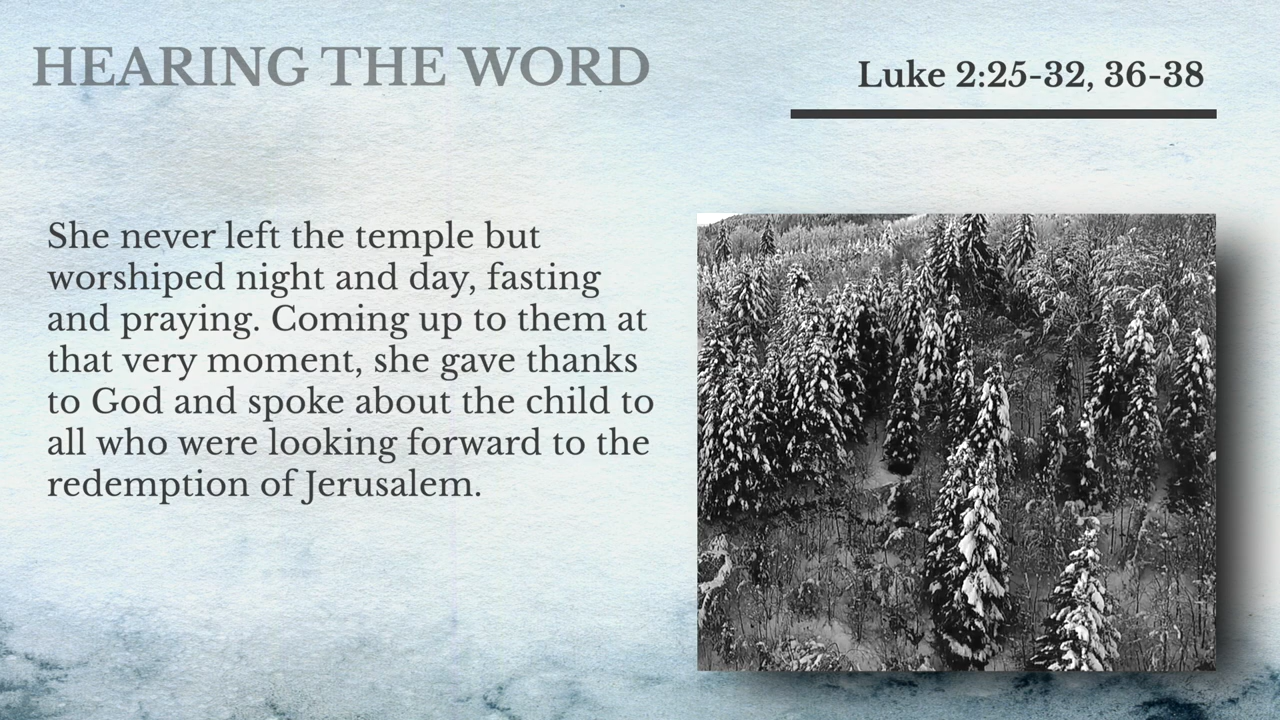 HEARING THE WORD
Luke 2:25-32, 36-38
She never left the temple but
worshiped night and day, fasting
and praying. Coming up to them at
that very moment, she gave thanks
to God and spoke about the child to
all who were looking forward to the
redemption of Jerusalem.